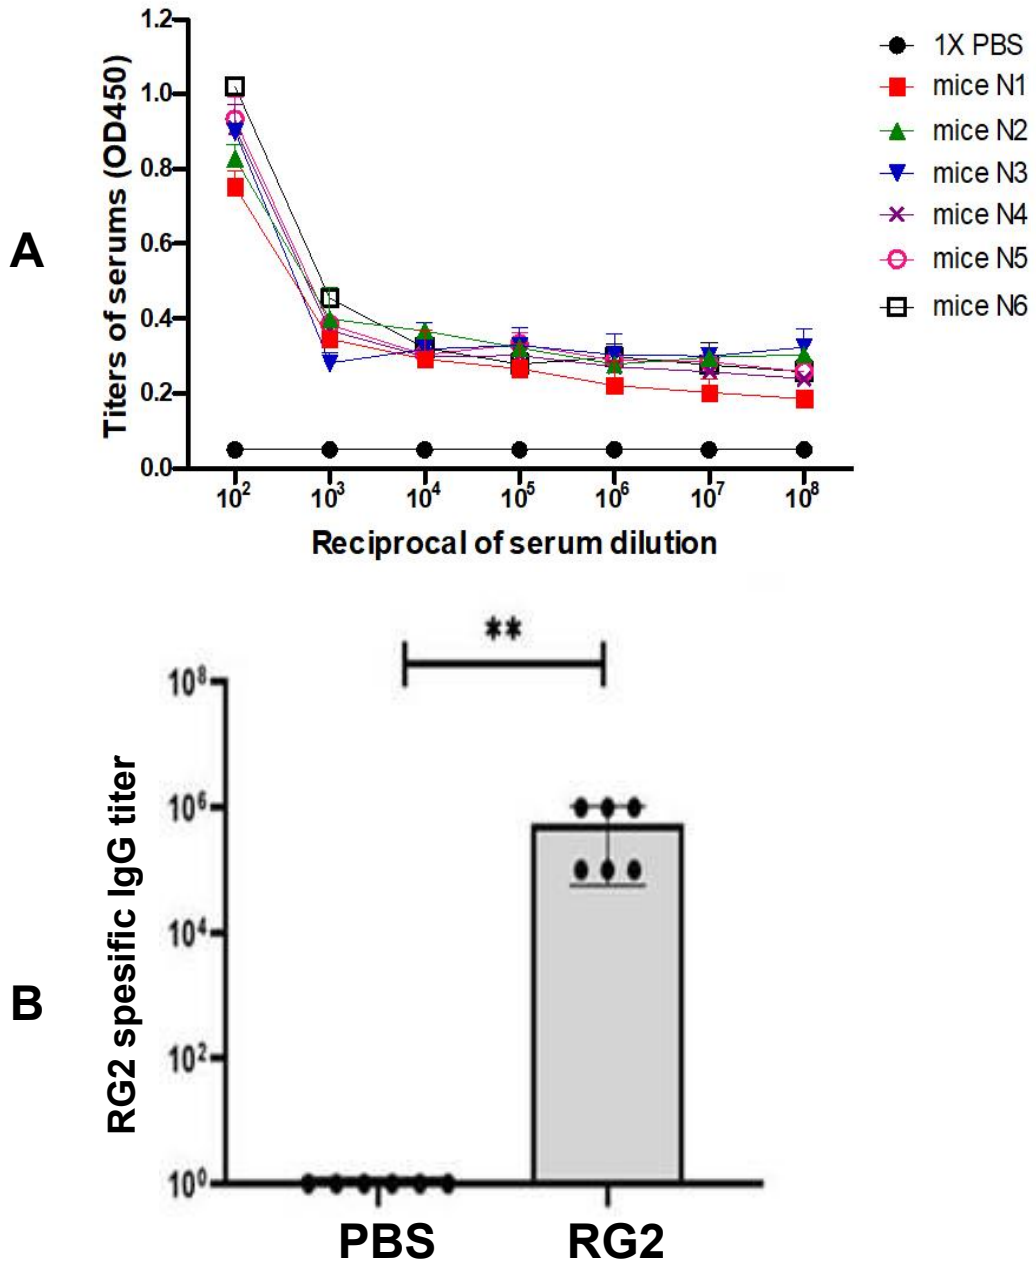 A
Titers of serums (OD450)
1.2
1.0
0.8
0.6
0.4
0.2
0.0
10² 10³ 10⁴ 10⁵ 10⁶ 10⁷ 10⁸
Reciprocal of serum dilution
1X PBS
mice N1
mice N2
mice N3
mice N4
mice N5
mice N6
B
RG2 spesific IgG titer
**
10⁸
10⁶
10⁴
10²
10⁰
PBS RG2